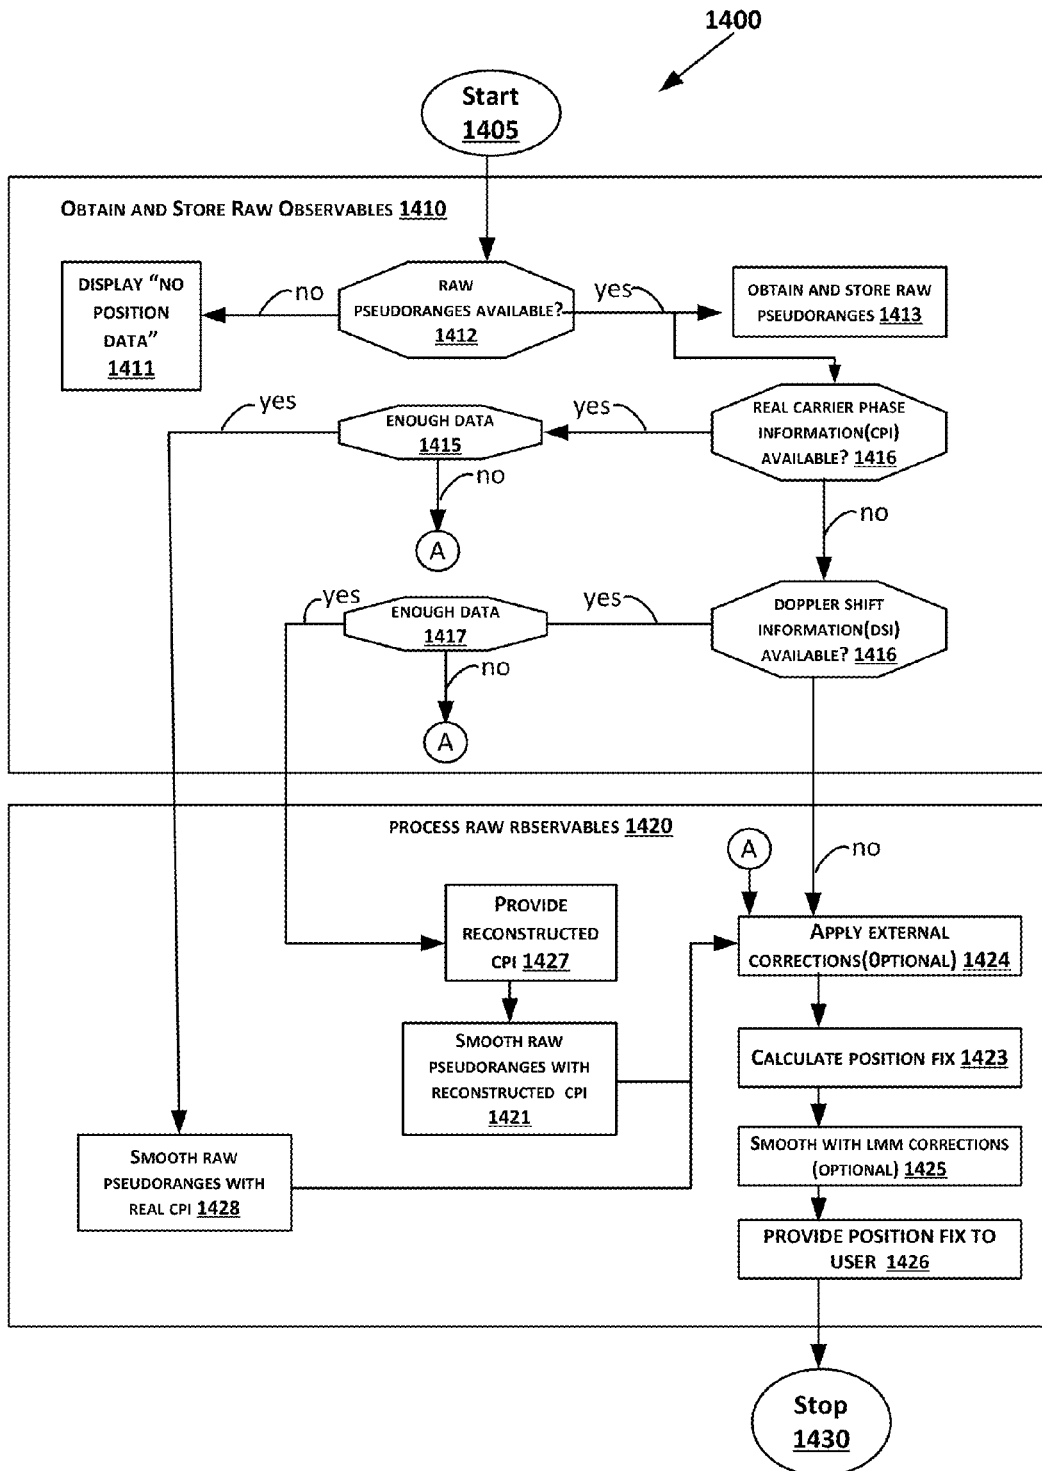 1400
Start
1405
OBTAIN AND STORE RAW OBSERVABLES 1410
DISPLAY “NO
POSITION
DATA”
1411
no
RAW
PSEUDORANGES AVAILABLE?
1412
yes
OBTAIN AND STORE RAW
PSEUDORANGES 1413
yes
ENOUGH DATA
1415
yes
REAL CARRIER PHASE
INFORMATION(CPI)
AVAILABLE? 1416
no
A
no
yes
ENOUGH DATA
1417
yes
DOPPLER SHIFT
INFORMATION(DSI)
AVAILABLE? 1416
no
A
PROCESS RAW RBSERVABLES 1420
A
no
PROVIDE
RECONSTRUCTED
CPI 1427
APPLY EXTERNAL
CORRECTIONS(0PTIONAL) 1424
SMOOTH RAW
PSEUDORANGES WITH
RECONSTRUCTED CPI
1421
CALCULATE POSITION FIX 1423
SMOOTH RAW
PSEUDORANGES WITH
REAL CPI 1428
SMOOTH WITH LMM CORRECTIONS
(OPTIONAL) 1425
PROVIDE POSITION FIX TO
USER 1426
Stop
1430